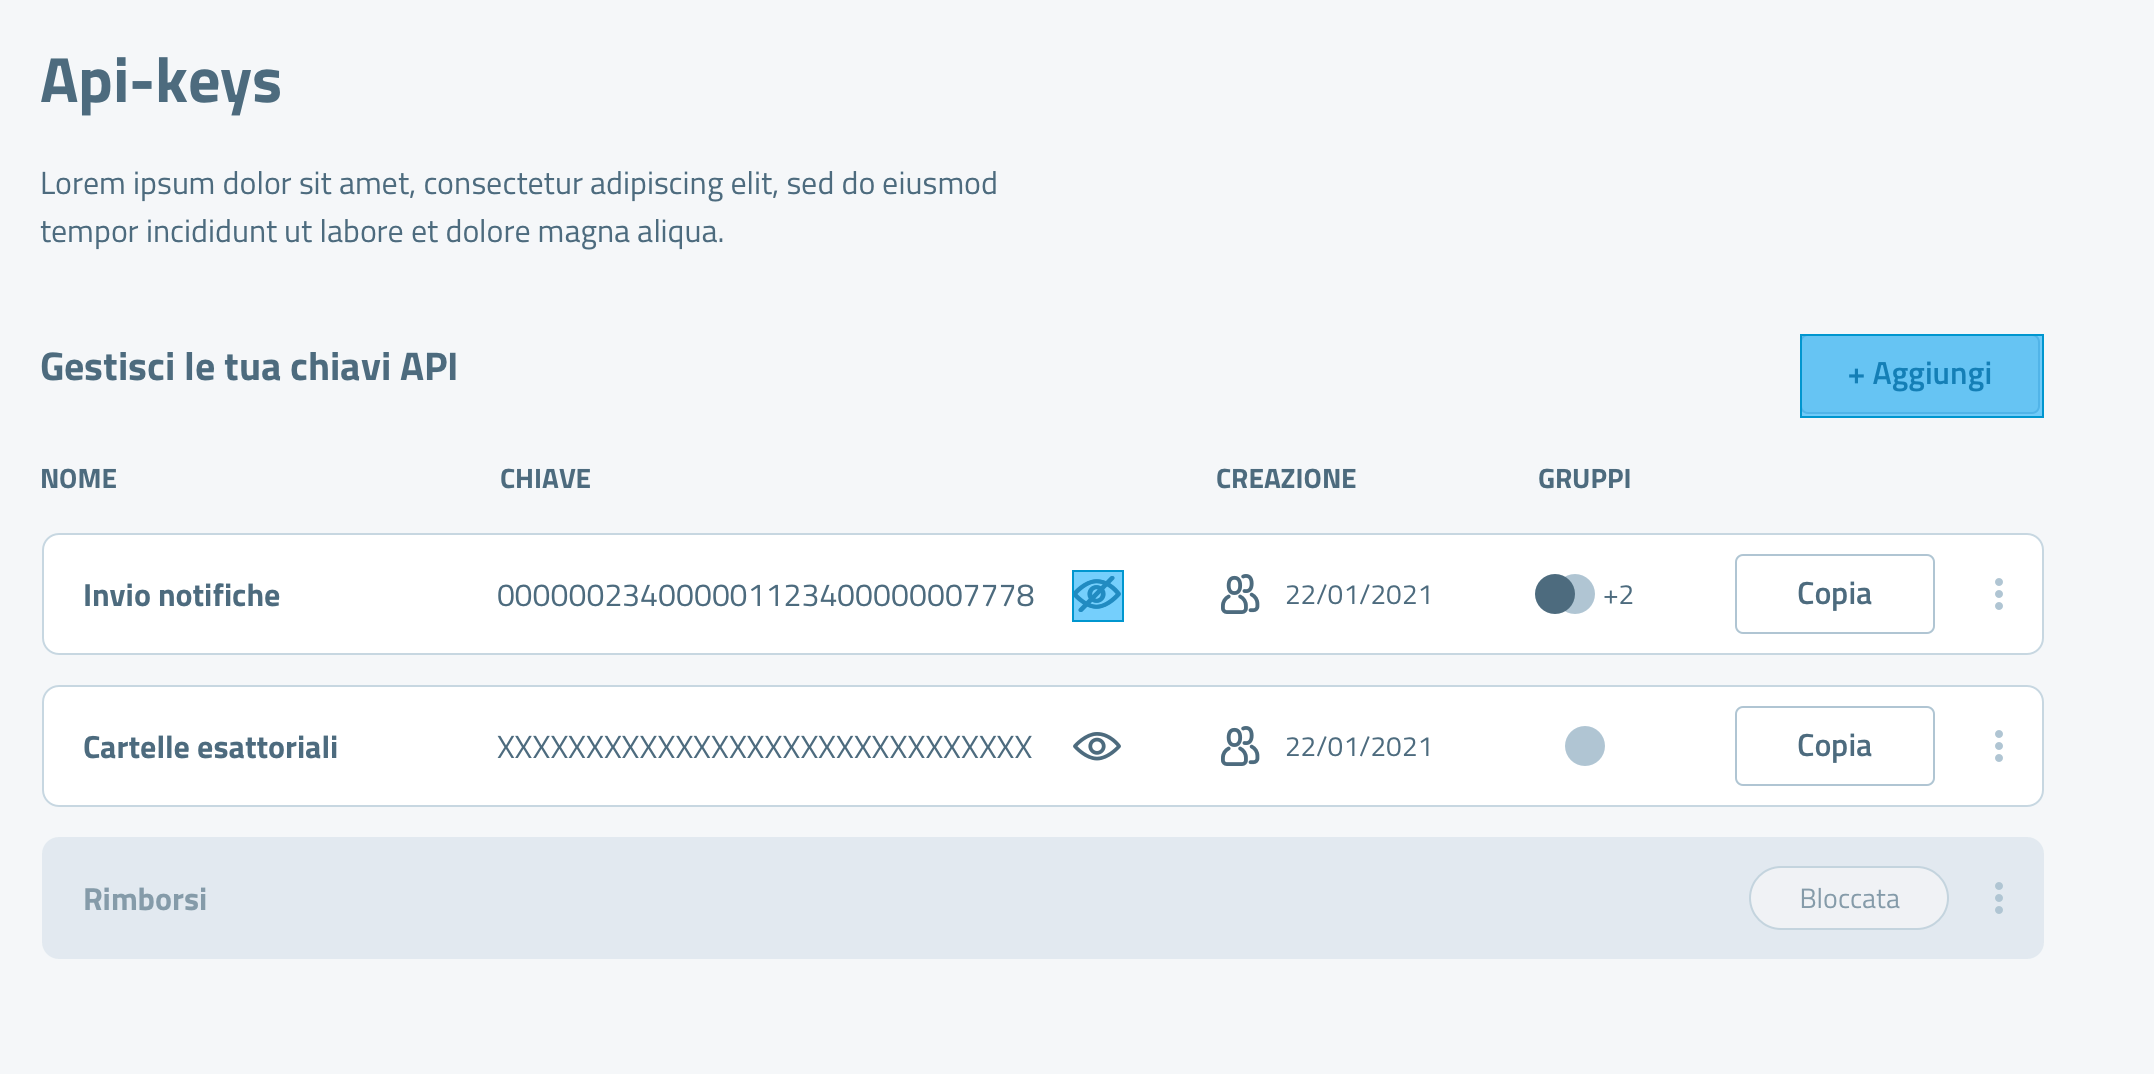 Api-keys
Lorem ipsum dolor sit amet, consectetur adipiscing elit, sed do eiusmod
tempor incididunt ut labore et dolore magna aliqua.
Gestisci le tua chiavi API
+ Aggiungi
NOME CHIAVE CREAZIONE GRUPPI
Invio notifiche 000000234000001123400000007778 22/01/2021 +2 Copia
Cartelle esattoriali XXXXXXXXXXXXXXXXXXXXXXXXXXXXXX 22/01/2021 Copia
Rimborsi Bloccata